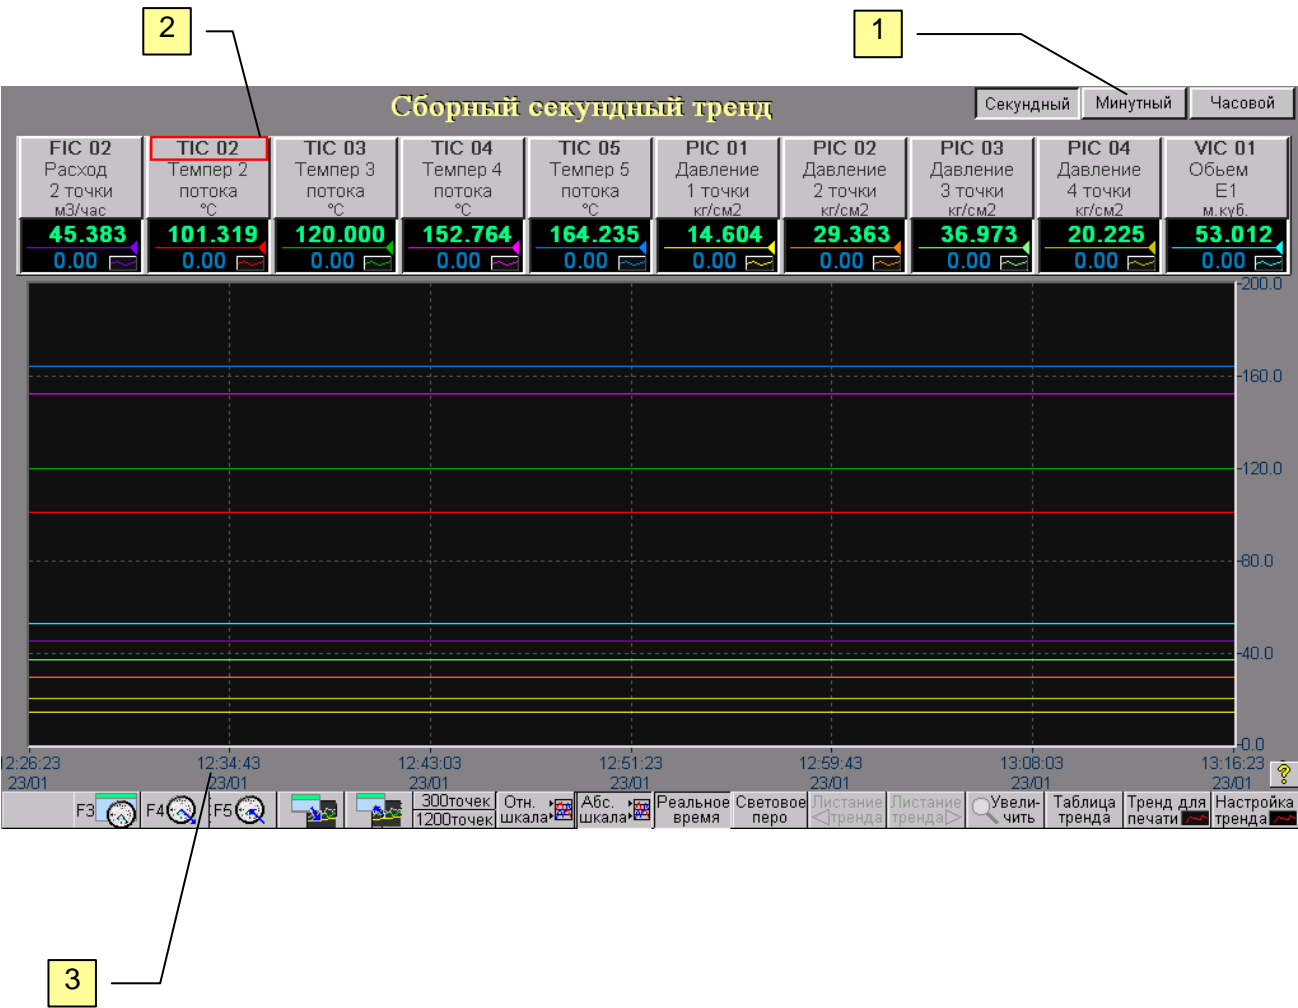 2
1
Сборный секундный тренд
Секундный
Минутный
Часовой
FIC 02
Расход
2 точки
м3/час
45.383
0.00
TIC 02
Темпер 2
потока
°C
101.319
0.00
TIC 03
Темпер 3
потока
°C
120.000
0.00
TIC 04
Темпер 4
потока
°C
152.764
0.00
TIC 05
Темпер 5
потока
°C
164.235
0.00
PIC 01
Давление
1 точки
кг/см2
14.604
0.00
PIC 02
Давление
2 точки
кг/см2
29.363
0.00
PIC 03
Давление
3 точки
кг/см2
36.973
0.00
PIC 04
Давление
4 точки
кг/см2
20.225
0.00
VIC 01
Обьем
E1
м.куб.
53.012
0.00
200.0
160.0
120.0
80.0
40.0
0.0
12:26:23
23/01
12:34:43
23/01
12:43:03
23/01
12:51:23
23/01
12:59:43
23/01
13:08:03
23/01
13:16:23
23/01
?
F3
F4
F5
300точек
1200точек
Отн.
шкала
Абс.
шкала
Реальное
время
Световое
перо
Листание
тренда
Листание
тренда
Увели-
чить
Таблица
тренда
Тренд для
печати
Настройка
тренда
3